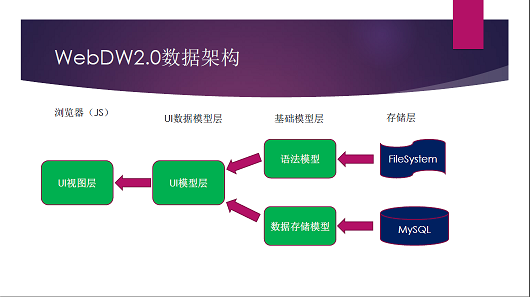 WebDW2.0数据架构
浏览器（JS）
UI数据模型层
基础模型层
存储层
语法模型
FileSystem
UI视图层
UI模型层
数据存储模型
MySQL